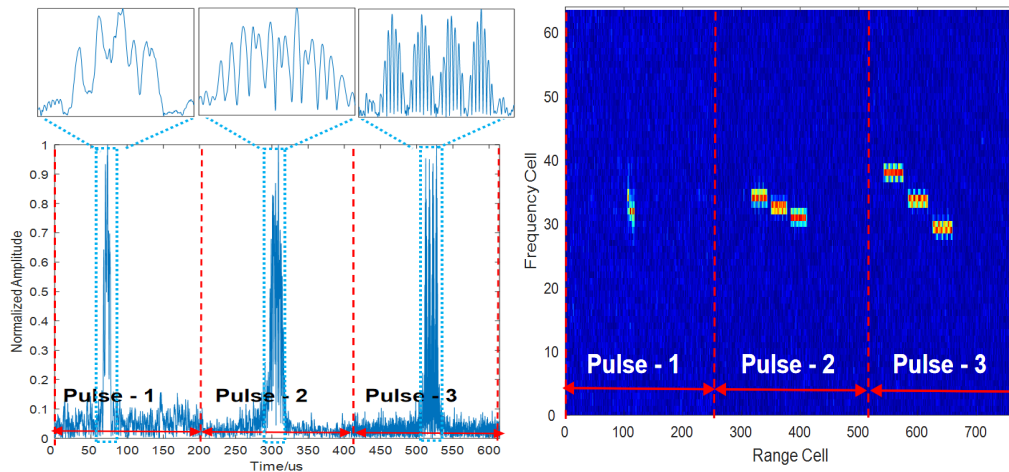 Normalized Amplitude
1
0.9
0.8
0.7
0.6
0.5
0.4
0.3
0.2
0.1
0
Pulse - 1 Pulse - 2 Pulse - 3
0 50 100 150 200 250 300 350 400 450 500 550 600
Time/us
Frequency Cell
60
50
40
30
20
10
0
Pulse - 1 Pulse - 2 Pulse - 3
0 100 200 300 400 500 600 700
Range Cell